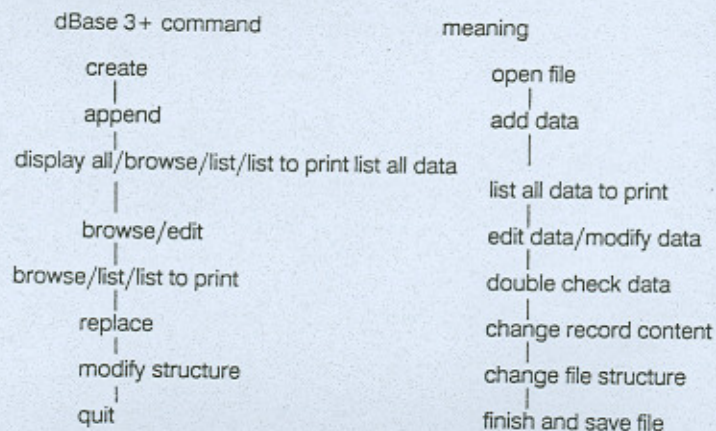 dBase 3+ command meaning
create open file
append add data
display all/browse/list/list to print list all data
list all data to print
browse/edit edit data/modify data
browse/list/list to print double check data
replace change record content
modify structure change file structure
quit finish and save file